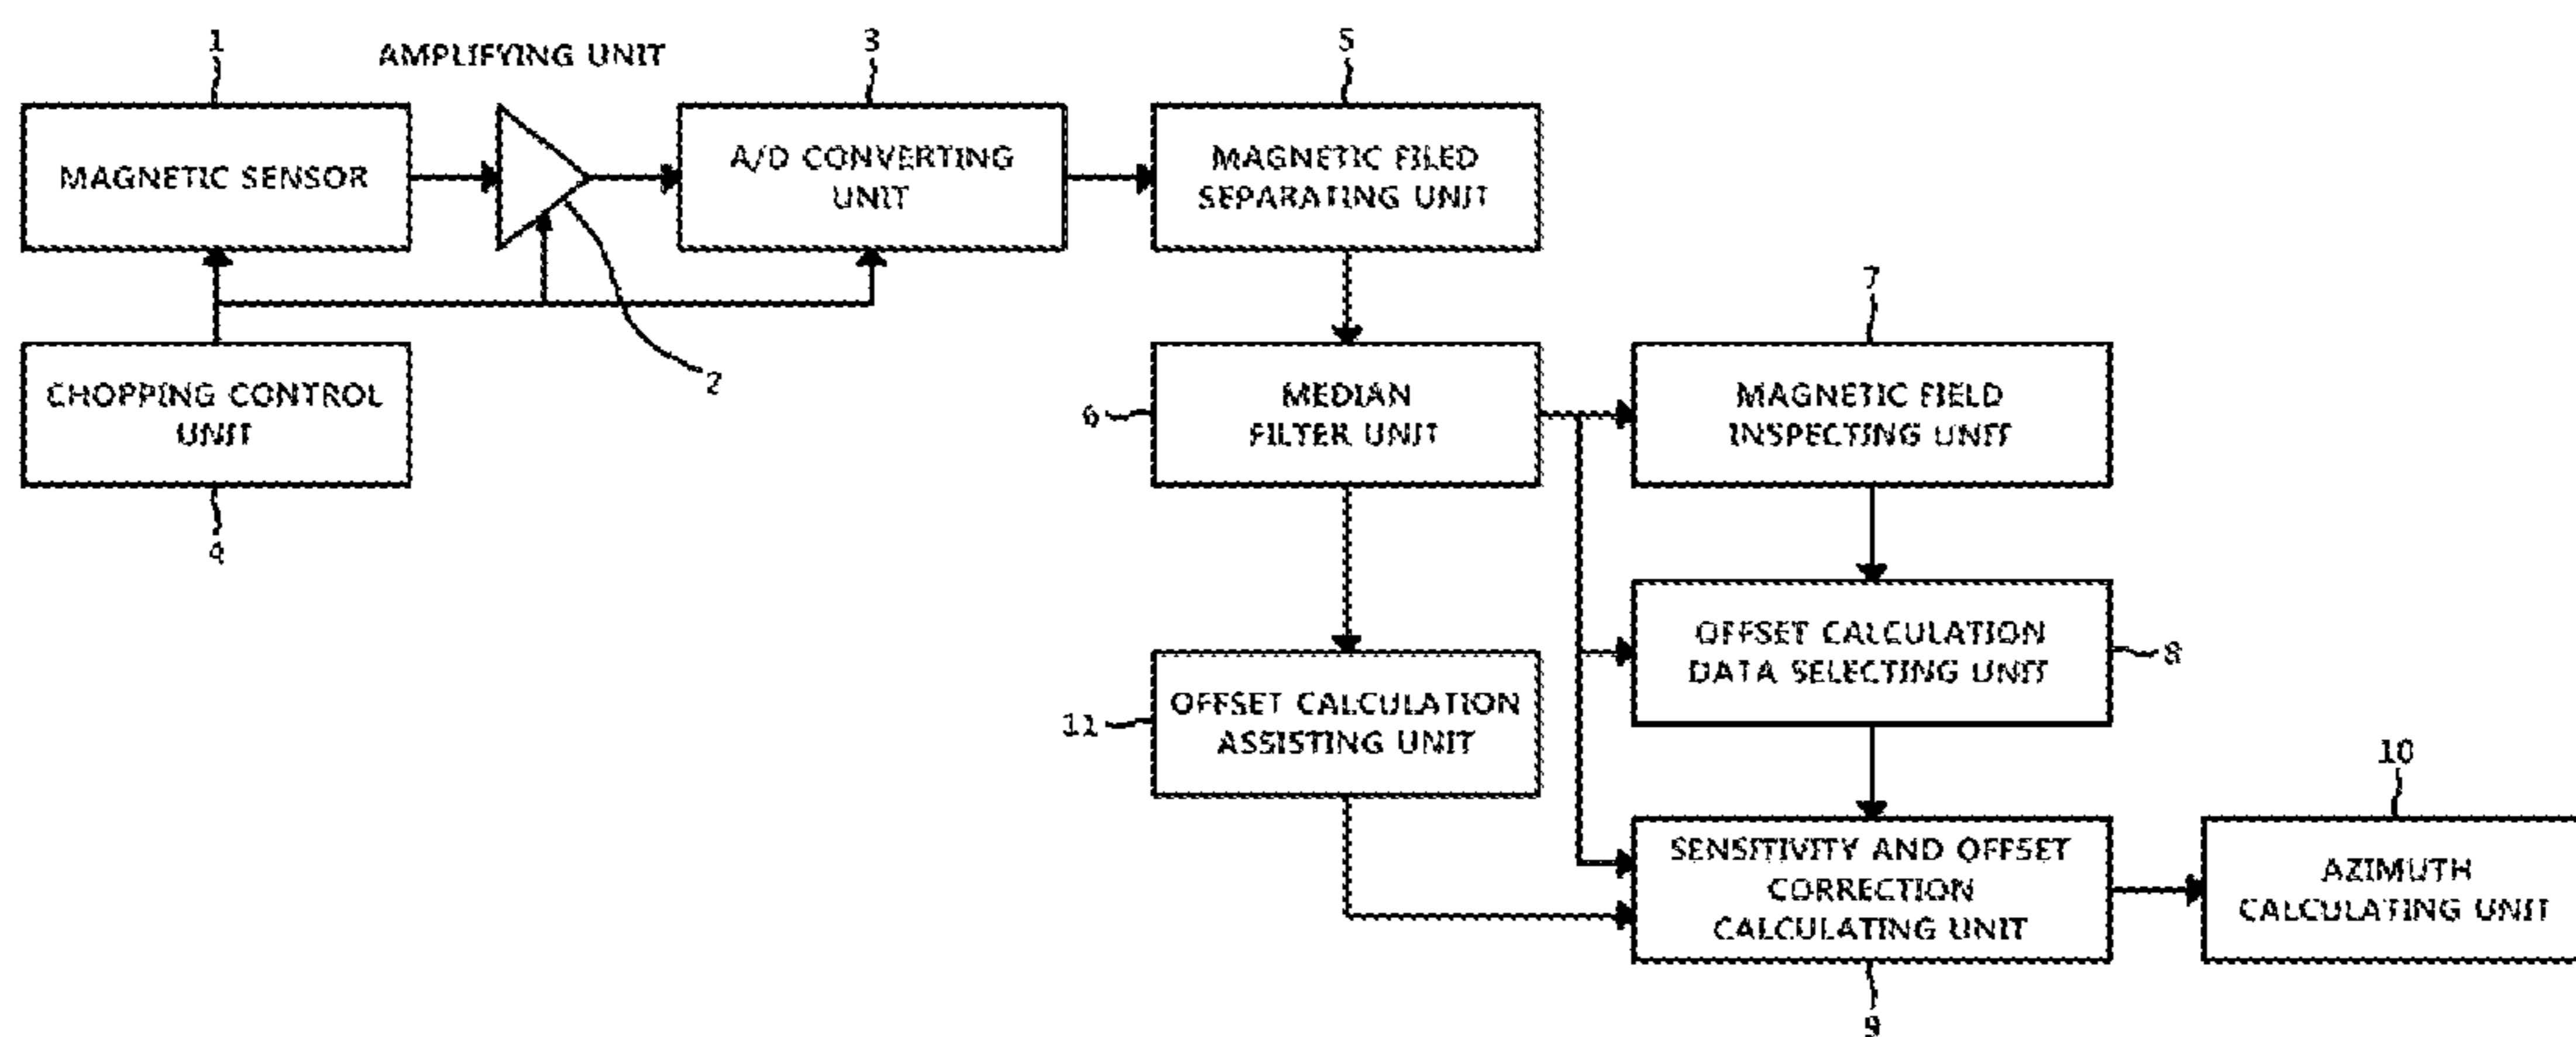 1
AMPLIFYING UNIT
3
5
MAGNETIC SENSOR
A/D CONVERTING
UNIT
MAGNETIC FILED
SEPARATING UNIT
7
2
CHOPPING CONTROL
UNIT
6
MEDIAN
FILTER UNIT
MAGNETIC FIELD
INSPECTING UNIT
4
OFFSET CALCULATION
DATA SELECTING UNIT
8
11
OFFSET CALCULATION
ASSISTING UNIT
10
SENSITIVITY AND OFFSET
CORRECTION
CALCULATING UNIT
AZIMUTH
CALCULATING UNIT
9